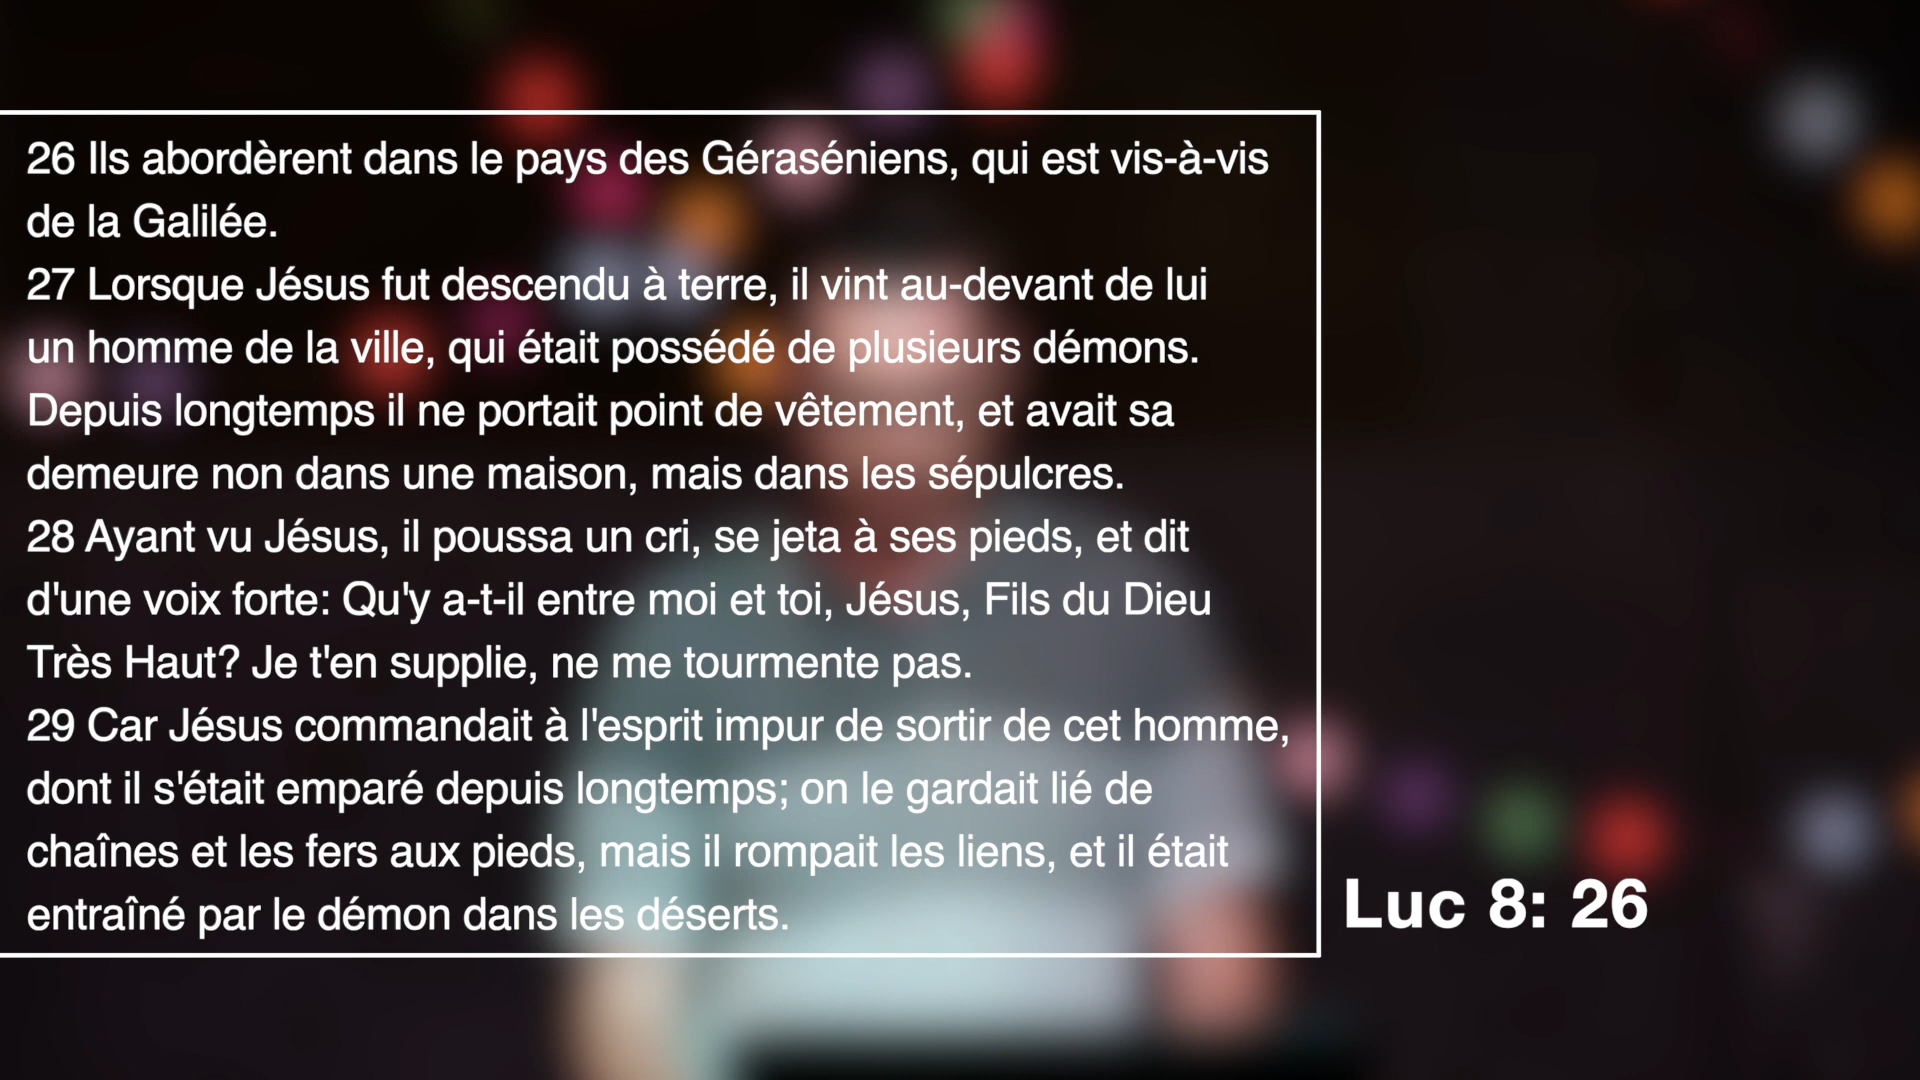 26 Ils abordèrent dans le pays des Géraséniens, qui est vis-à-vis
de la Galilée.
27 Lorsque Jésus fut descendu à terre, il vint au-devant de lui
un homme de la ville, qui était possédé de plusieurs démons.
Depuis longtemps il ne portait point de vêtement, et avait sa
demeure non dans une maison, mais dans les sépulcres.
28 Ayant vu Jésus, il poussa un cri, se jeta à ses pieds, et dit
d'une voix forte: Qu'y a-t-il entre moi et toi, Jésus, Fils du Dieu
Très Haut? Je t'en supplie, ne me tourmente pas.
29 Car Jésus commandait à l'esprit impur de sortir de cet homme,
dont il s'était emparé depuis longtemps; on le gardait lié de
chaînes et les fers aux pieds, mais il rompait les liens, et il était
entraîné par le démon dans les déserts.
Luc 8: 26